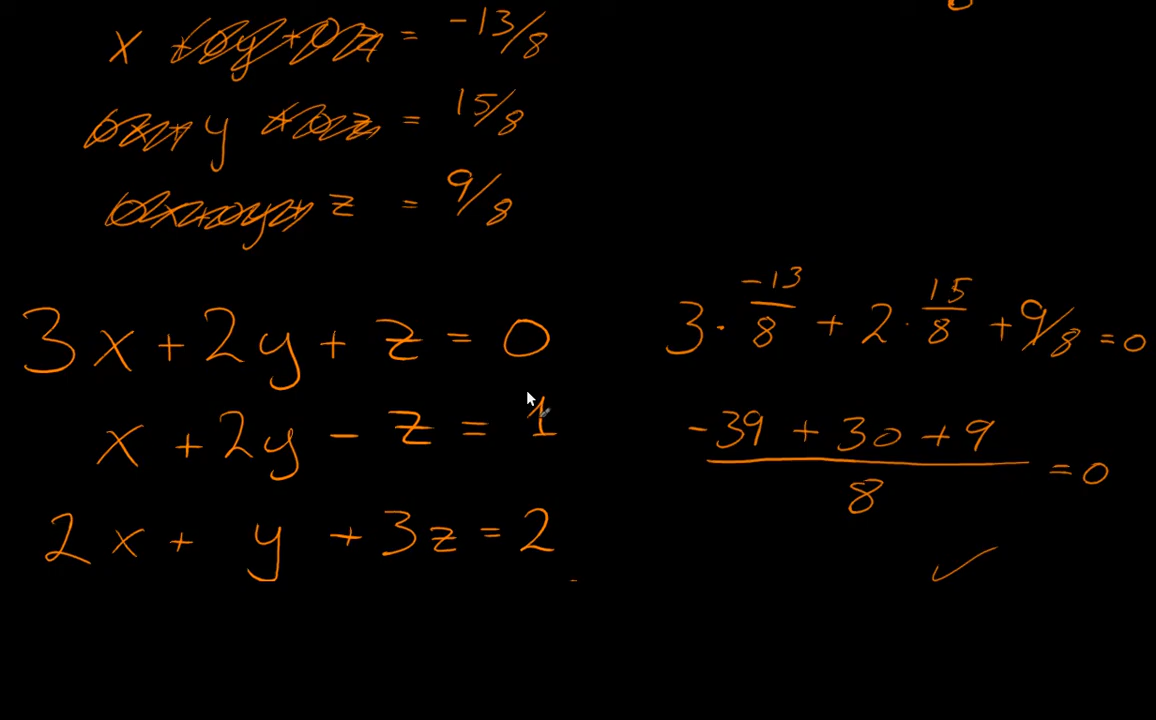 x = -13/8
y = 15/8
z = 9/8
3x + 2y + z = 0
x + 2y - z = 1
2x + y + 3z = 2
3 · -13/8 + 2 · 15/8 + 9/8 = 0
-39 + 30 + 9 / 8 = 0